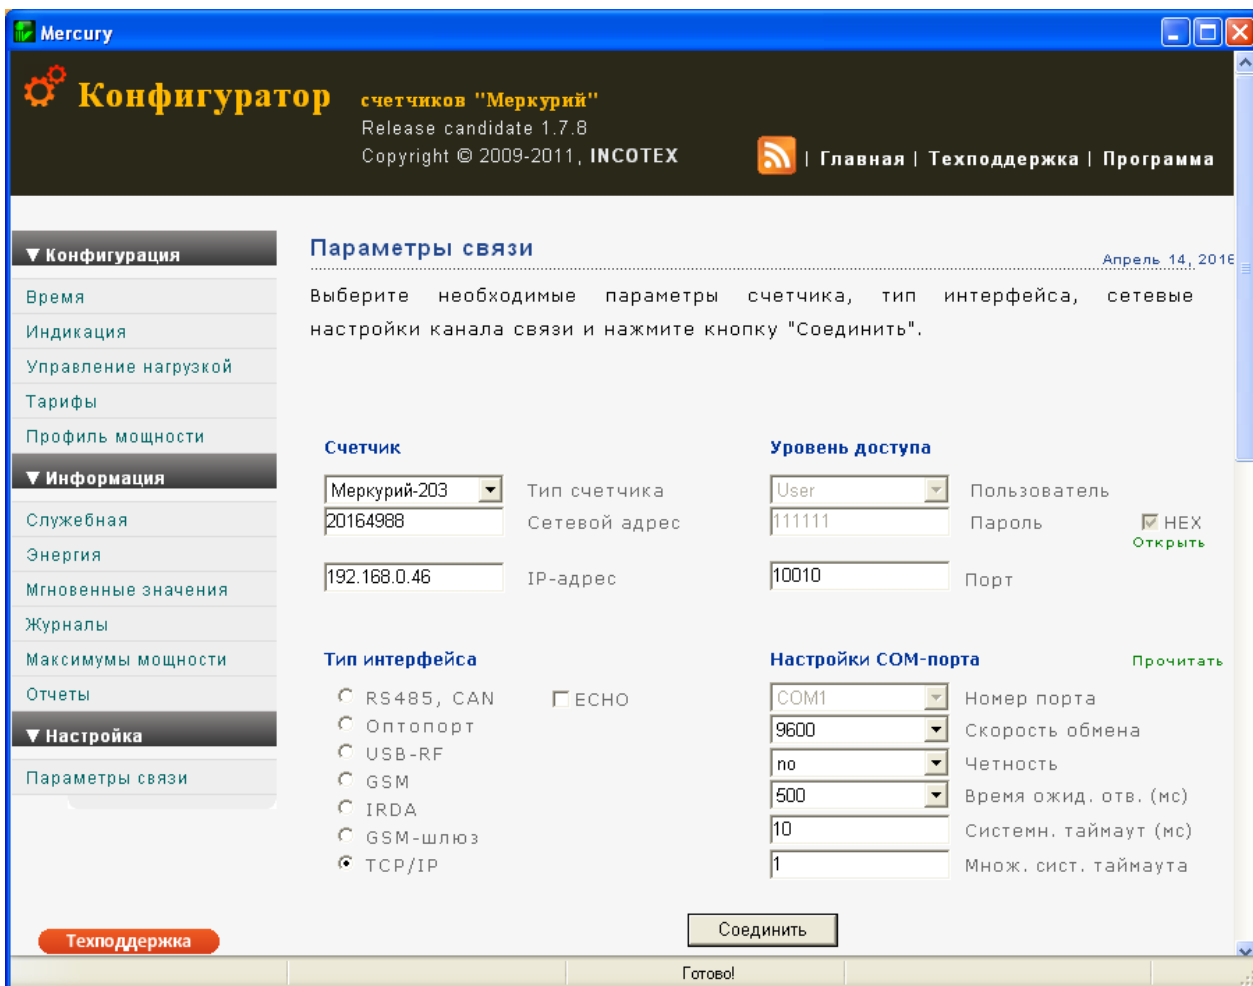 Mercury
Конфигуратор счетчиков "Меркурий"
Release candidate 1.7.8
Copyright © 2009-2011, INCOTEX
| Главная | Техподдержка | Программа
▼ Конфигурация
Время
Индикация
Управление нагрузкой
Тарифы
Профиль мощности
▼ Информация
Служебная
Энергия
Мгновенные значения
Журналы
Максимумы мощности
Отчеты
▼ Настройка
Параметры связи
Техподдержка
Параметры связи
Апрель 14, 2016
Выберите необходимые параметры счетчика, тип интерфейса, сетевые
настройки канала связи и нажмите кнопку "Соединить".
Счетчик
Меркурий-203 Тип счетчика
20164988 Сетевой адрес
192.168.0.46 IP-адрес
Уровень доступа
User Пользователь
111111 Пароль HEX
Открыть
10010 Порт
Тип интерфейса
RS485, CAN ECHO
Оптопорт
USB-RF
GSM
IRDA
GSM-шлюз
TCP/IP
Настройки COM-порта Прочитать
COM1 Номер порта
9600 Скорость обмена
no Четность
500 Время ожид. отв. (мс)
10 Системн. таймаут (мс)
1 Множ. сист. таймаута
Соединить
Готово!